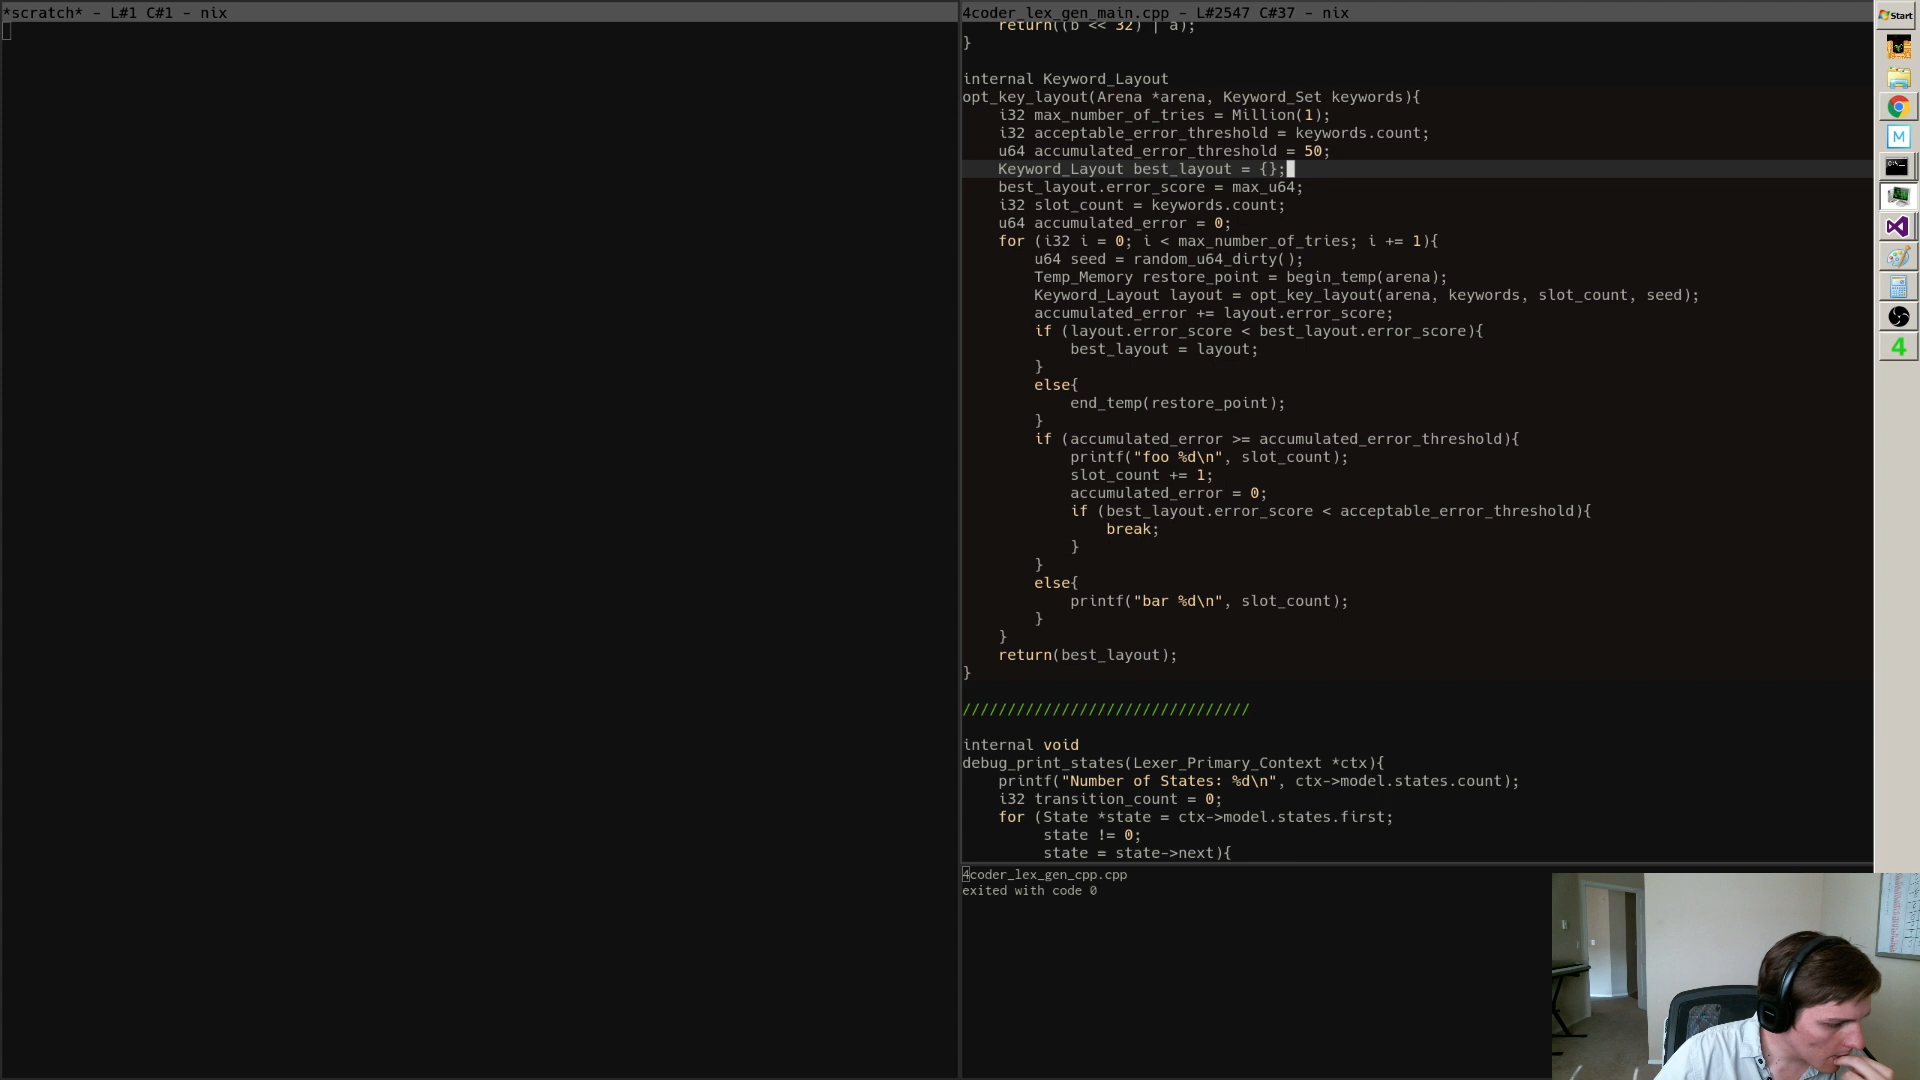 *scratch* - L#1 C#1 - nix
4coder_lex_gen_main.cpp - L#2547 C#37 - nix
return((b << 32) | a);
}
internal Keyword_Layout
opt_key_layout(Arena *arena, Keyword_Set keywords){
i32 max_number_of_tries = Million(1);
i32 acceptable_error_threshold = keywords.count;
u64 accumulated_error_threshold = 50;
Keyword_Layout best_layout = {};
best_layout.error_score = max_u64;
i32 slot_count = keywords.count;
u64 accumulated_error = 0;
for (i32 i = 0; i < max_number_of_tries; i += 1){
u64 seed = random_u64_dirty();
Temp_Memory restore_point = begin_temp(arena);
Keyword_Layout layout = opt_key_layout(arena, keywords, slot_count, seed);
accumulated_error += layout.error_score;
if (layout.error_score < best_layout.error_score){
best_layout = layout;
}
else{
end_temp(restore_point);
}
if (accumulated_error >= accumulated_error_threshold){
printf("foo %d\n", slot_count);
slot_count += 1;
accumulated_error = 0;
if (best_layout.error_score < acceptable_error_threshold){
break;
}
}
else{
printf("bar %d\n", slot_count);
}
}
return(best_layout);
}
////////////////////////////////
internal void
debug_print_states(Lexer_Primary_Context *ctx){
printf("Number of States: %d\n", ctx->model.states.count);
i32 transition_count = 0;
for (State *state = ctx->model.states.first;
state != 0;
state = state->next){
4coder_lex_gen_cpp.cpp
exited with code 0
Start
M
4